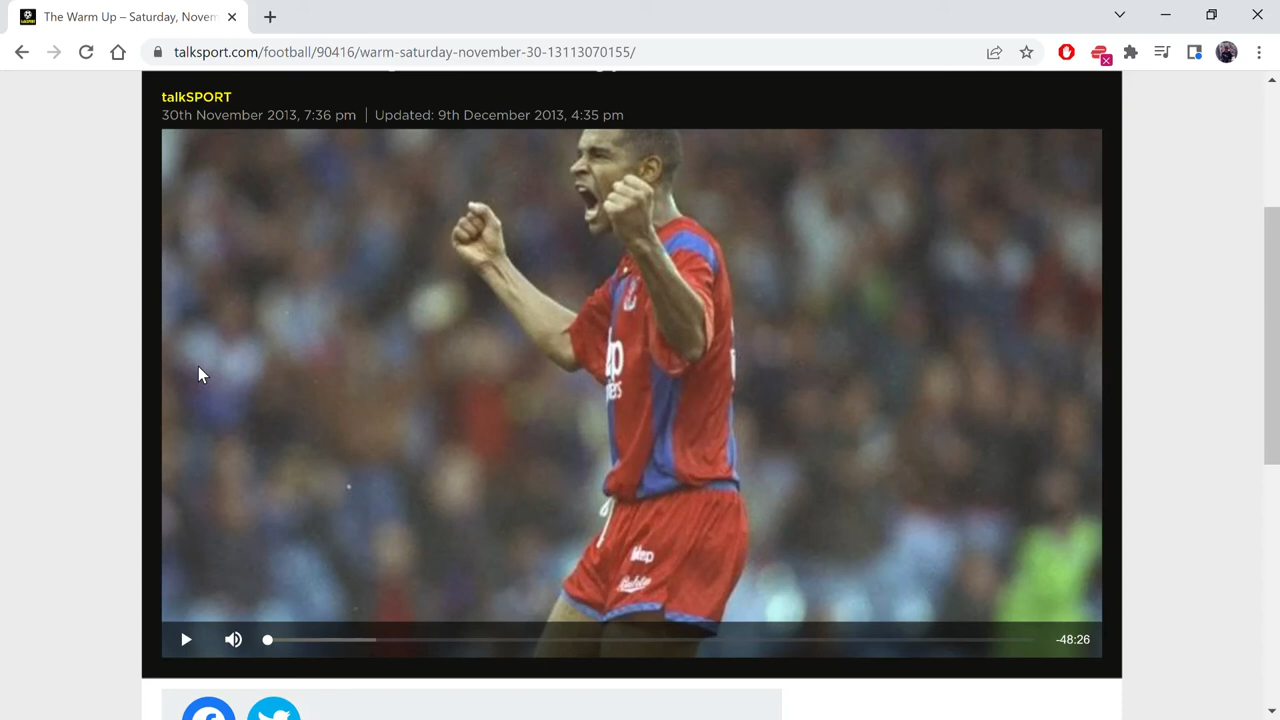 The Warm Up – Saturday, Novem
talksport.com/football/90416/warm-saturday-november-30-13113070155/
talkSPORT
30th November 2013, 7:36 pm | Updated: 9th December 2013, 4:35 pm
-48:26